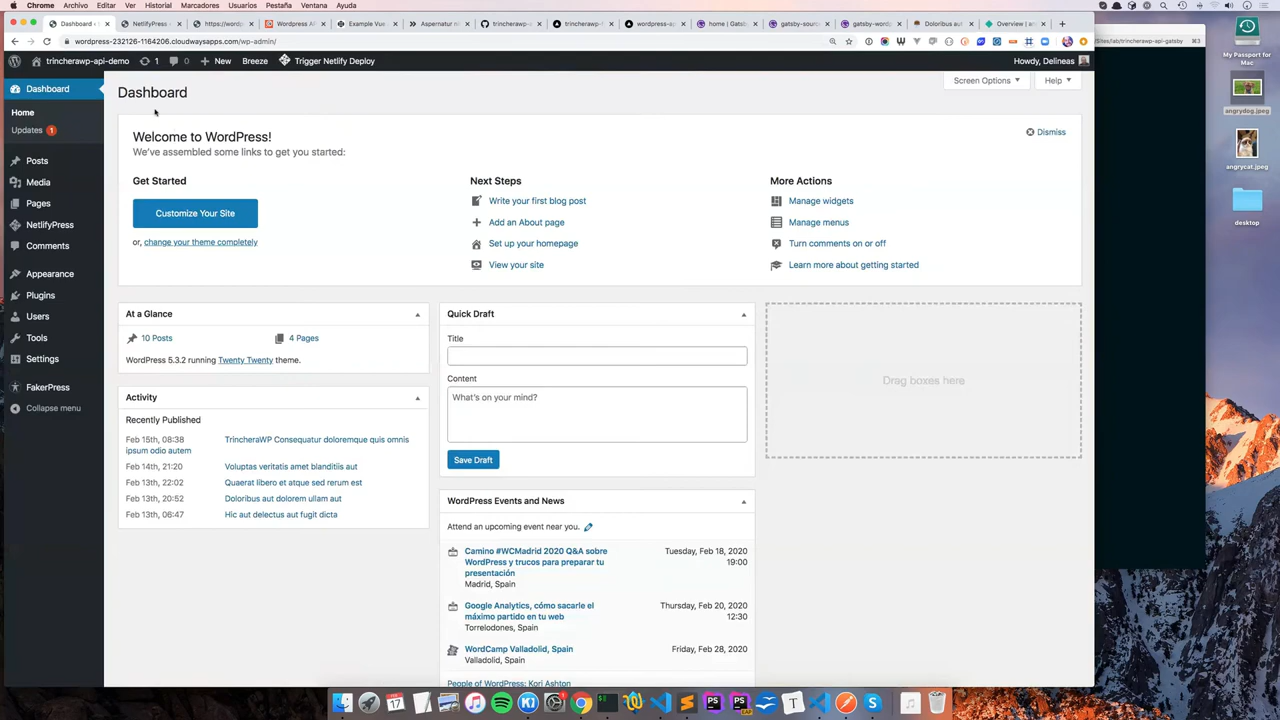 Chrome Archivo Editar Ver Historial Marcadores Usuarios Pestaña Ventana Ayuda
Dashboard ‹ NetlifyPress ‹ https://wordp Wordpress A Example Vue Aspernatur trincherawp- trincherawp- wordpress-ap home | Gatsb gatsby-sourc gatsby-wordp Doloribus aut Overview | an
wordpress-232126-1164206.cloudwaysapps.com/wp-admin/
Sites/ab/trincherawp-api-gatsby ⌘3
trincherawp-api-demo 1 0 + New Breeze Trigger Netlify Deploy Howdy, Delineas
Dashboard
Home
Updates 1
Posts
Media
Pages
NetlifyPress
Comments
Appearance
Plugins
Users
Tools
Settings
FakerPress
Collapse menu
Dashboard
Screen Options Help
Welcome to WordPress!
We've assembled some links to get you started:
Dismiss
Get Started
Customize Your Site
or, change your theme completely
Next Steps
Write your first blog post
Add an About page
Set up your homepage
View your site
More Actions
Manage widgets
Manage menus
Turn comments on or off
Learn more about getting started
At a Glance
10 Posts 4 Pages
WordPress 5.3.2 running Twenty Twenty theme.
Activity
Recently Published
Feb 15th, 08:38 TrincheraWP Consequatur doloremque quis omnis
ipsum odio autem
Feb 14th, 21:20 Voluptas veritatis amet blanditiis aut
Feb 13th, 22:02 Quaerat libero et atque sed rerum est
Feb 13th, 20:52 Doloribus aut dolorem ullam aut
Feb 13th, 06:47 Hic aut delectus aut fugit dicta
Quick Draft
Title
Content
What's on your mind?
Save Draft
WordPress Events and News
Attend an upcoming event near you.
Camino #WCMadrid 2020 Q&A sobre Tuesday, Feb 18, 2020
WordPress y trucos para preparar tu 19:00
presentación
Madrid, Spain
Google Analytics, cómo sacarle el Thursday, Feb 20, 2020
máximo partido en tu web 12:30
Torrelodones, Spain
WordCamp Valladolid, Spain Friday, Feb 28, 2020
Valladolid, Spain
People of WordPress: Kori Ashton
Drag boxes here
My Passport for
Mac
angrydog.jpeg
angrycat.jpeg
desktop
17